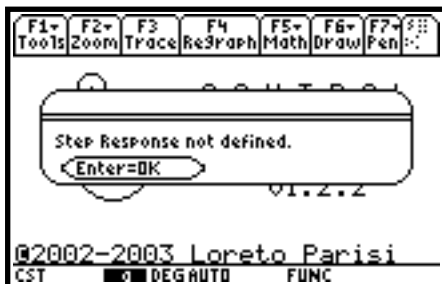 F1 F2 F3 F4 F5 F6 F7
Tools Zoom Trace ReGraph Math Draw Pen
Step Response not defined.
Enter=OK
V1.2.2
@2002-2003 Loreto Parisi
CST DEG AUTO FUNC